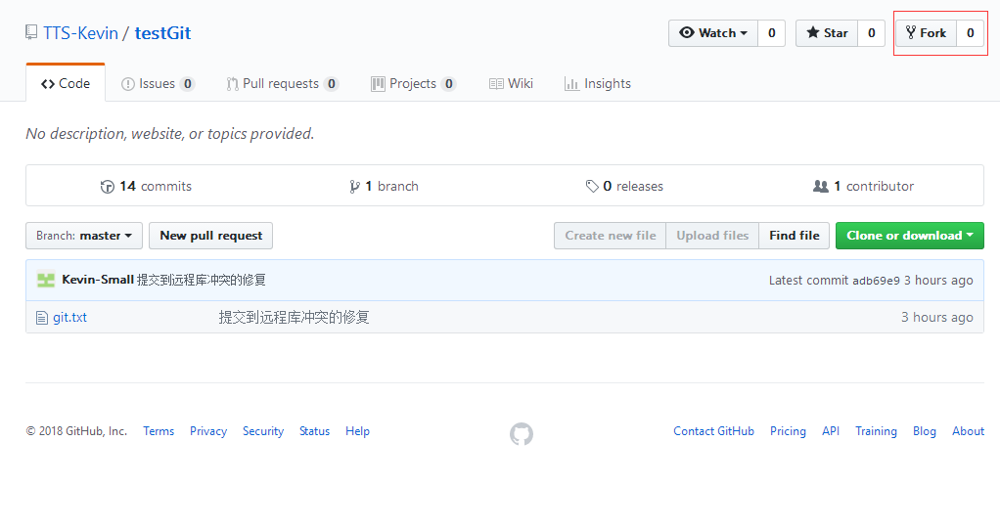 TTS-Kevin / testGit
Watch 0 Star 0 Fork 0
Code Issues 0 Pull requests 0 Projects 0 Wiki Insights
No description, website, or topics provided.
14 commits 1 branch 0 releases 1 contributor
Branch: master New pull request Create new file Upload files Find file Clone or download
Kevin-Small 提交到远程库冲突的修复 Latest commit adb69e9 3 hours ago
git.txt 提交到远程库冲突的修复 3 hours ago
© 2018 GitHub, Inc. Terms Privacy Security Status Help Contact GitHub Pricing API Training Blog About